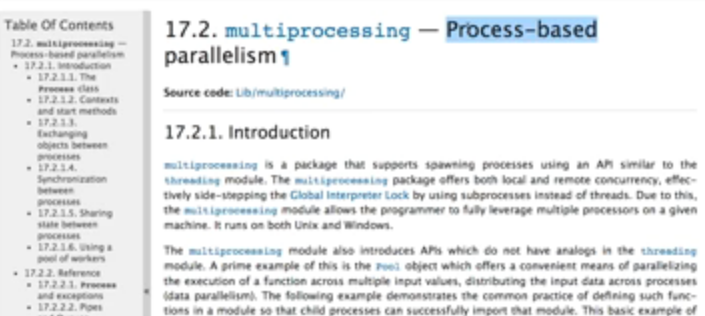 Table Of Contents
17.2. multiprocessing —
Process-based parallelism
17.2.1. Introduction
17.2.1.1. The
Process class
17.2.1.2. Contexts
and start methods
17.2.1.3.
Exchanging
objects between
processes
17.2.1.4.
Synchronization
between
processes
17.2.1.5. Sharing
state between
processes
17.2.1.6. Using a
pool of workers
17.2.2. Reference
17.2.2.1. Process
and exceptions
17.2.2.2. Pipes
17.2. multiprocessing — Process-based
parallelism¶
Source code: Lib/multiprocessing/
17.2.1. Introduction
multiprocessing is a package that supports spawning processes using an API similar to the
threading module. The multiprocessing package offers both local and remote concurrency, effec-
tively side-stepping the Global Interpreter Lock by using subprocesses instead of threads. Due to this,
the multiprocessing module allows the programmer to fully leverage multiple processors on a given
machine. It runs on both Unix and Windows.
The multiprocessing module also introduces APIs which do not have analogs in the threading
module. A prime example of this is the Pool object which offers a convenient means of parallelizing
the execution of a function across multiple input values, distributing the input data across processes
(data parallelism). The following example demonstrates the common practice of defining such func-
tions in a module so that child processes can successfully import that module. This basic example of